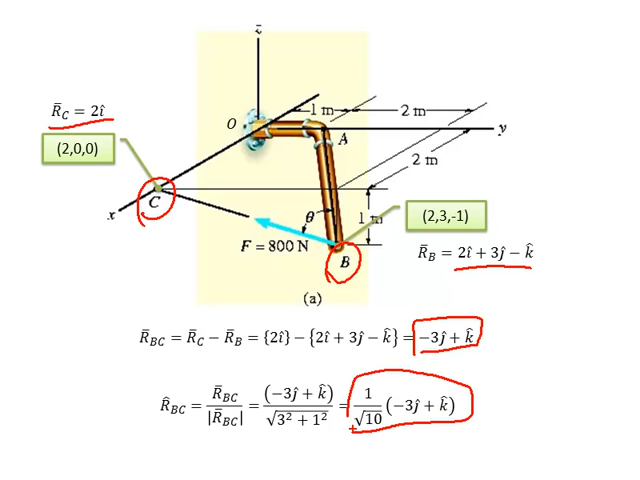 z
1 m
2 m
R̄_C = 2î
O
A
y
(2,0,0)
2 m
C
x
θ
1 m
(2,3,-1)
F = 800 N
B
R̄_B = 2î + 3ĵ − k̂
(a)
R̄_BC = R̄_C − R̄_B = {2î} − {2î + 3ĵ − k̂} = −3ĵ + k̂
R̂_BC = R̄_BC / |R̄_BC| = (−3ĵ + k̂) / √(3² + 1²) = 1/√10 (−3ĵ + k̂)